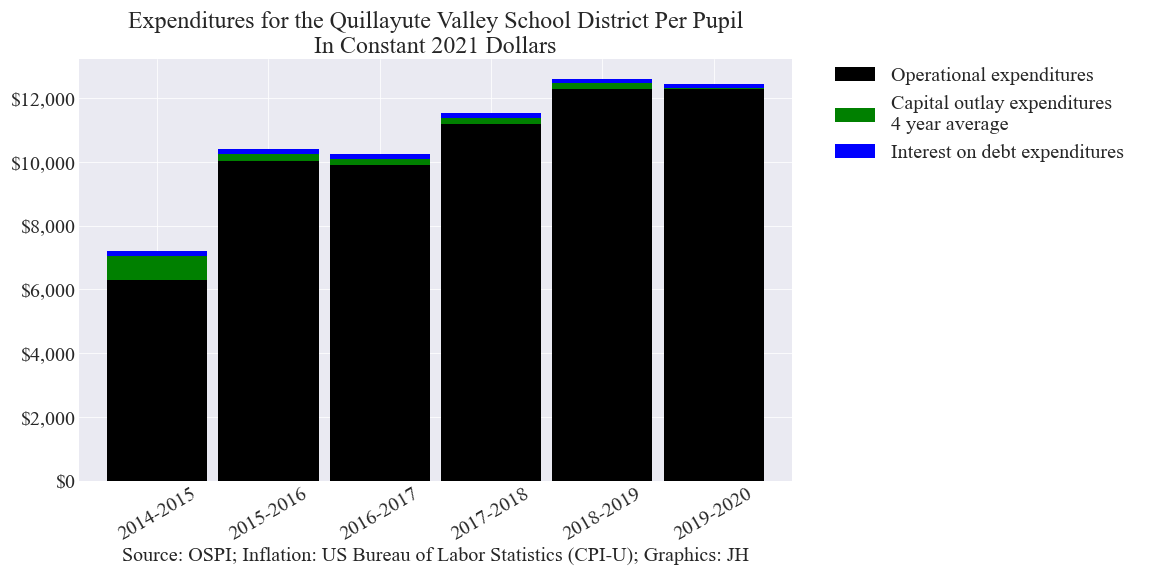 Expenditures for the Quillayute Valley School District Per Pupil
In Constant 2021 Dollars
Operational expenditures
Capital outlay expenditures
4 year average
Interest on debt expenditures
$12,000
$10,000
$8,000
$6,000
$4,000
$2,000
$0
2014-2015
2015-2016
2016-2017
2017-2018
2018-2019
2019-2020
Source: OSPI; Inflation: US Bureau of Labor Statistics (CPI-U); Graphics: JH